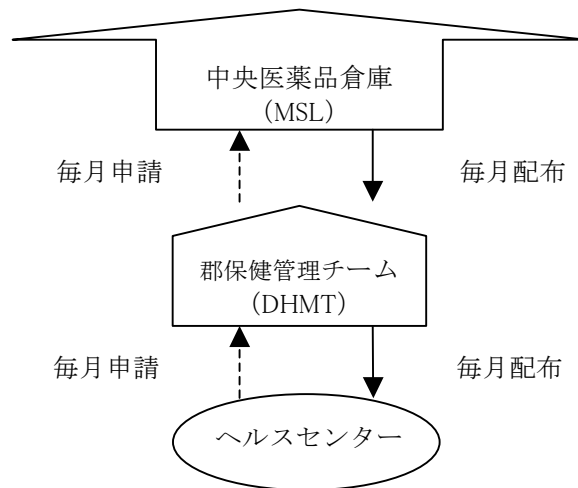 中央医薬品倉庫
（MSL）
毎月申請
毎月配布
郡保健管理チーム
（DHMT）
毎月申請
毎月配布
ヘルスセンター